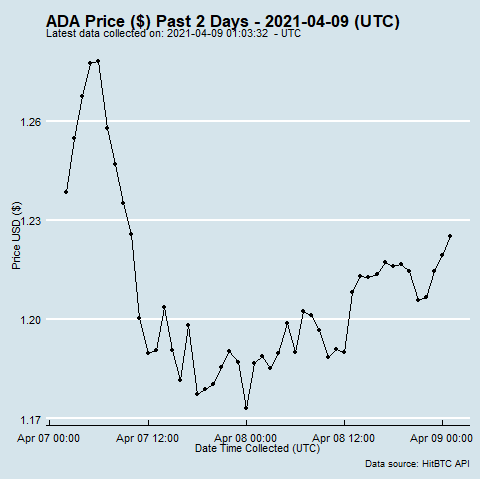 ADA Price ($) Past 2 Days - 2021-04-09 (UTC)
Latest data collected on: 2021-04-09 01:03:32 - UTC
1.26
1.23
Price USD ($)
1.20
1.17
Apr 07 00:00 Apr 07 12:00 Apr 08 00:00 Apr 08 12:00 Apr 09 00:00
Date Time Collected (UTC)
Data source: HitBTC API